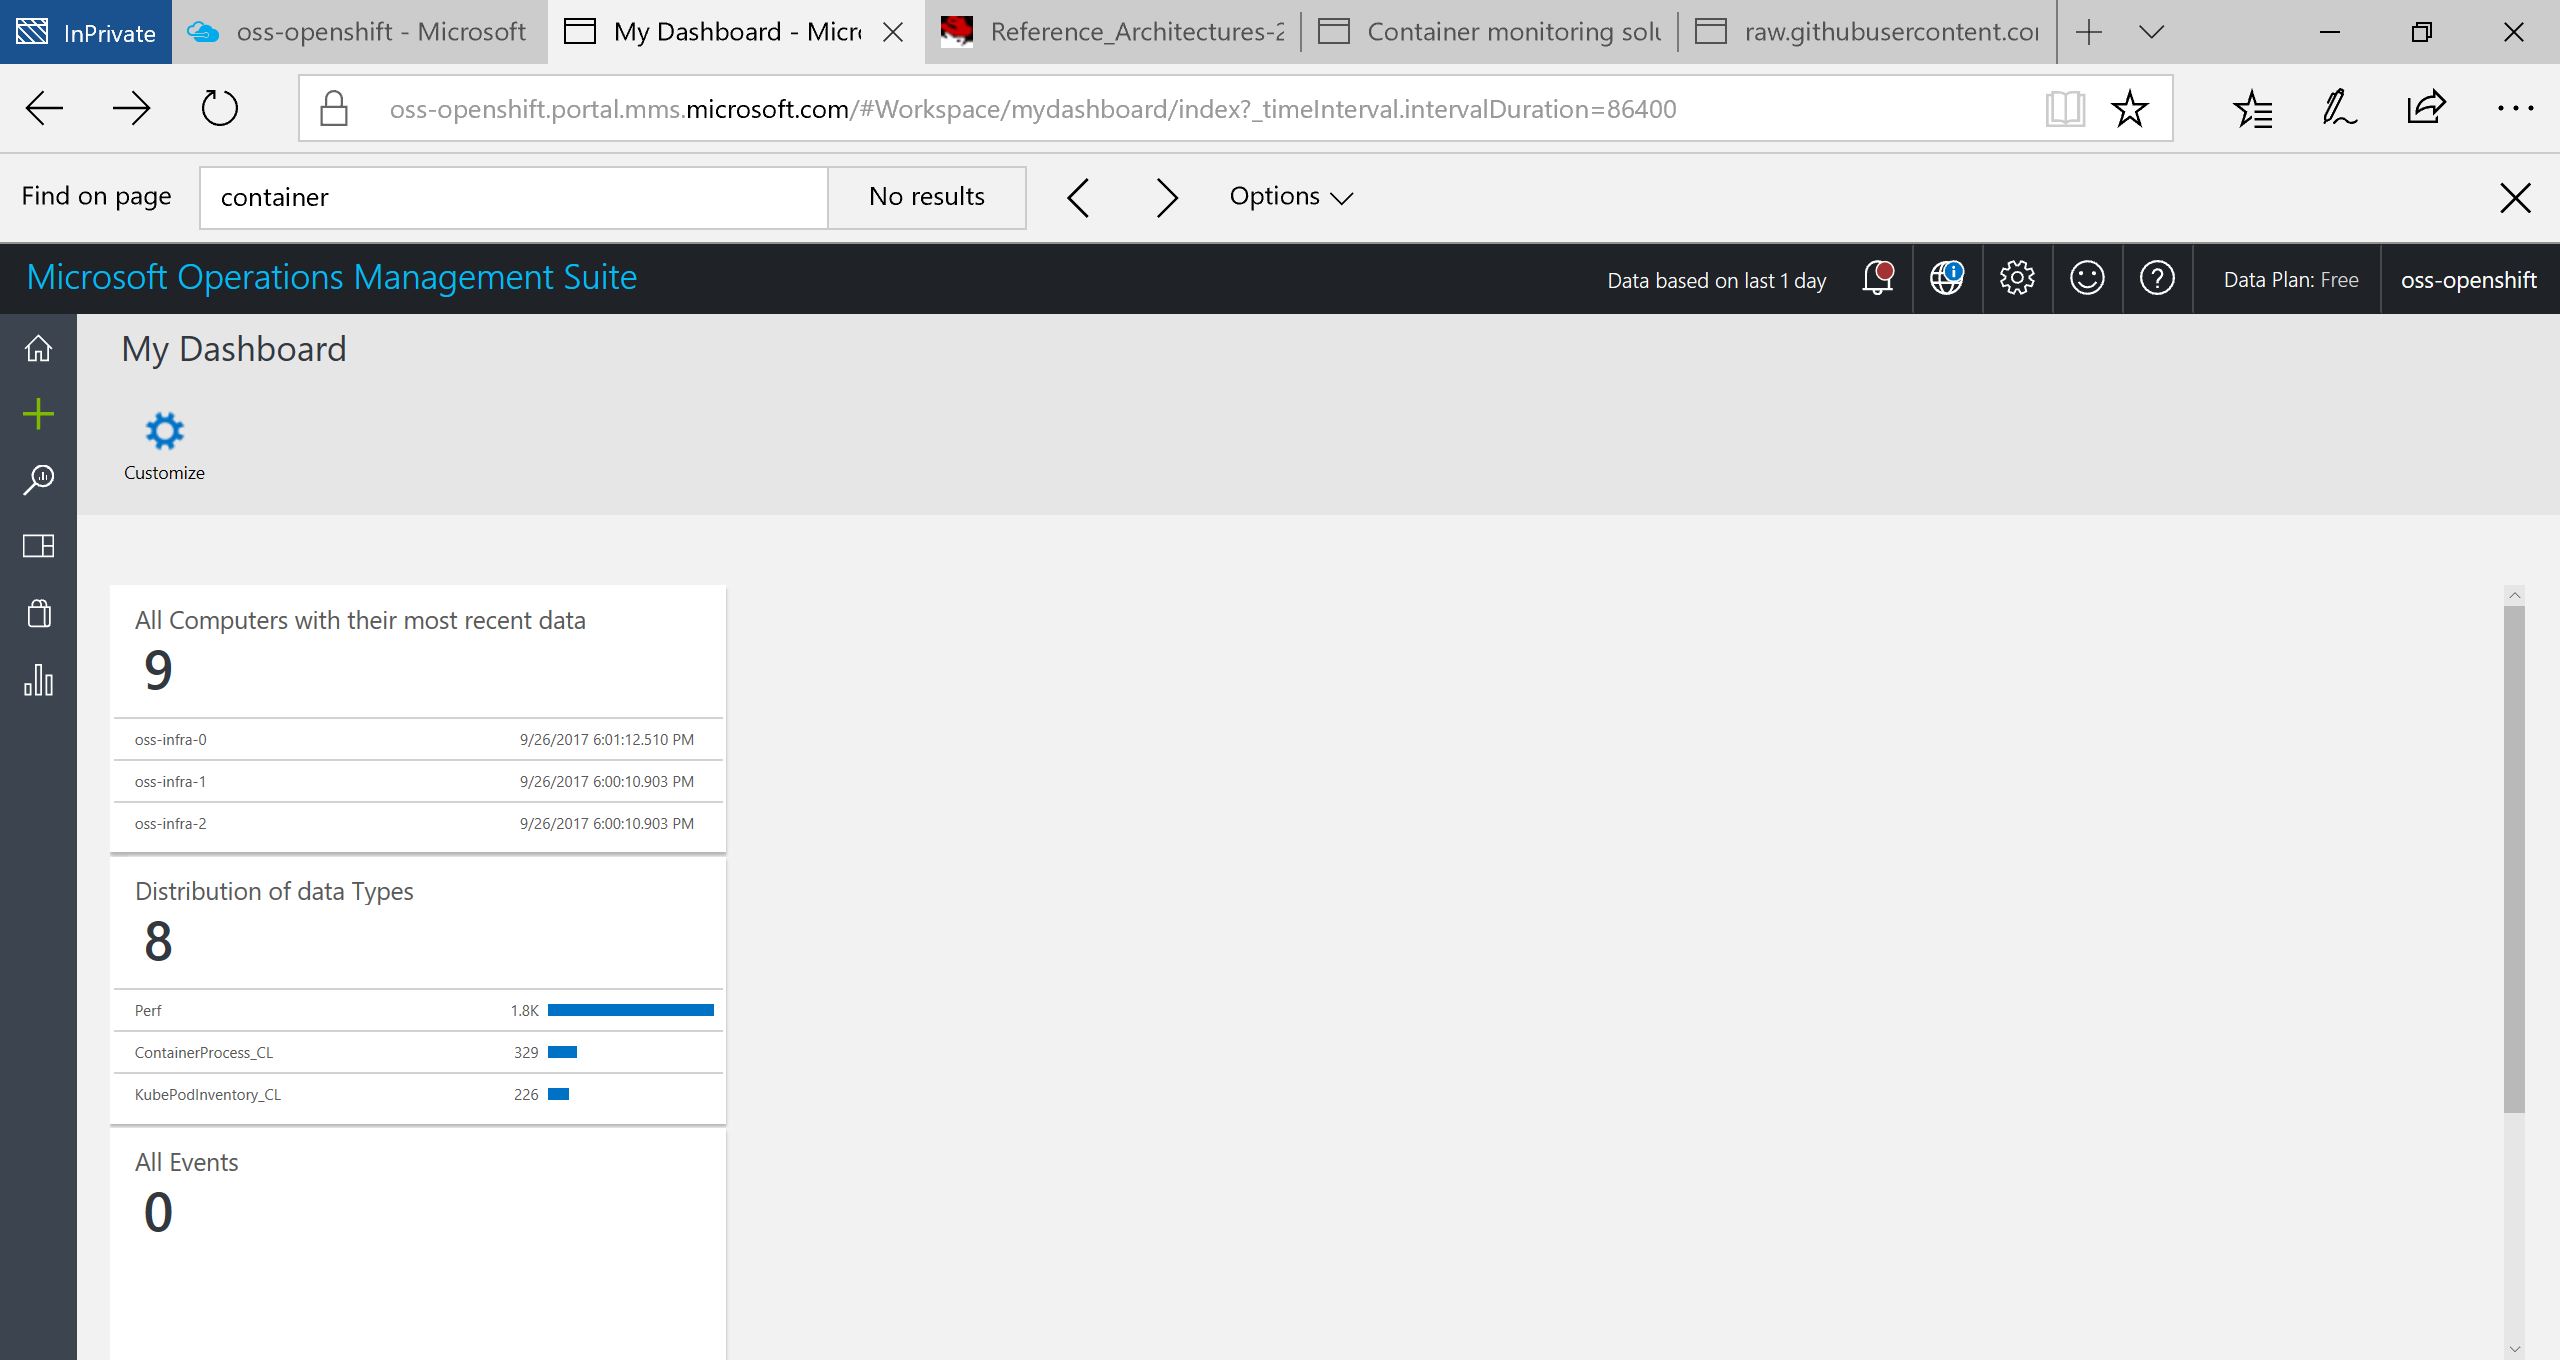 InPrivate
oss-openshift - Microsoft
My Dashboard - Micr
Reference_Architectures-2
Container monitoring solu
raw.githubusercontent.co
oss-openshift.portal.mms.microsoft.com/#Workspace/mydashboard/index?_timeInterval.intervalDuration=86400
Find on page
container
No results
Options
Microsoft Operations Management Suite
Data based on last 1 day
Data Plan: Free
oss-openshift
My Dashboard
Customize
All Computers with their most recent data
9
oss-infra-0 9/26/2017 6:01:12.510 PM
oss-infra-1 9/26/2017 6:00:10.903 PM
oss-infra-2 9/26/2017 6:00:10.903 PM
Distribution of data Types
8
Perf 1.8K
ContainerProcess_CL 329
KubePodInventory_CL 226
All Events
0